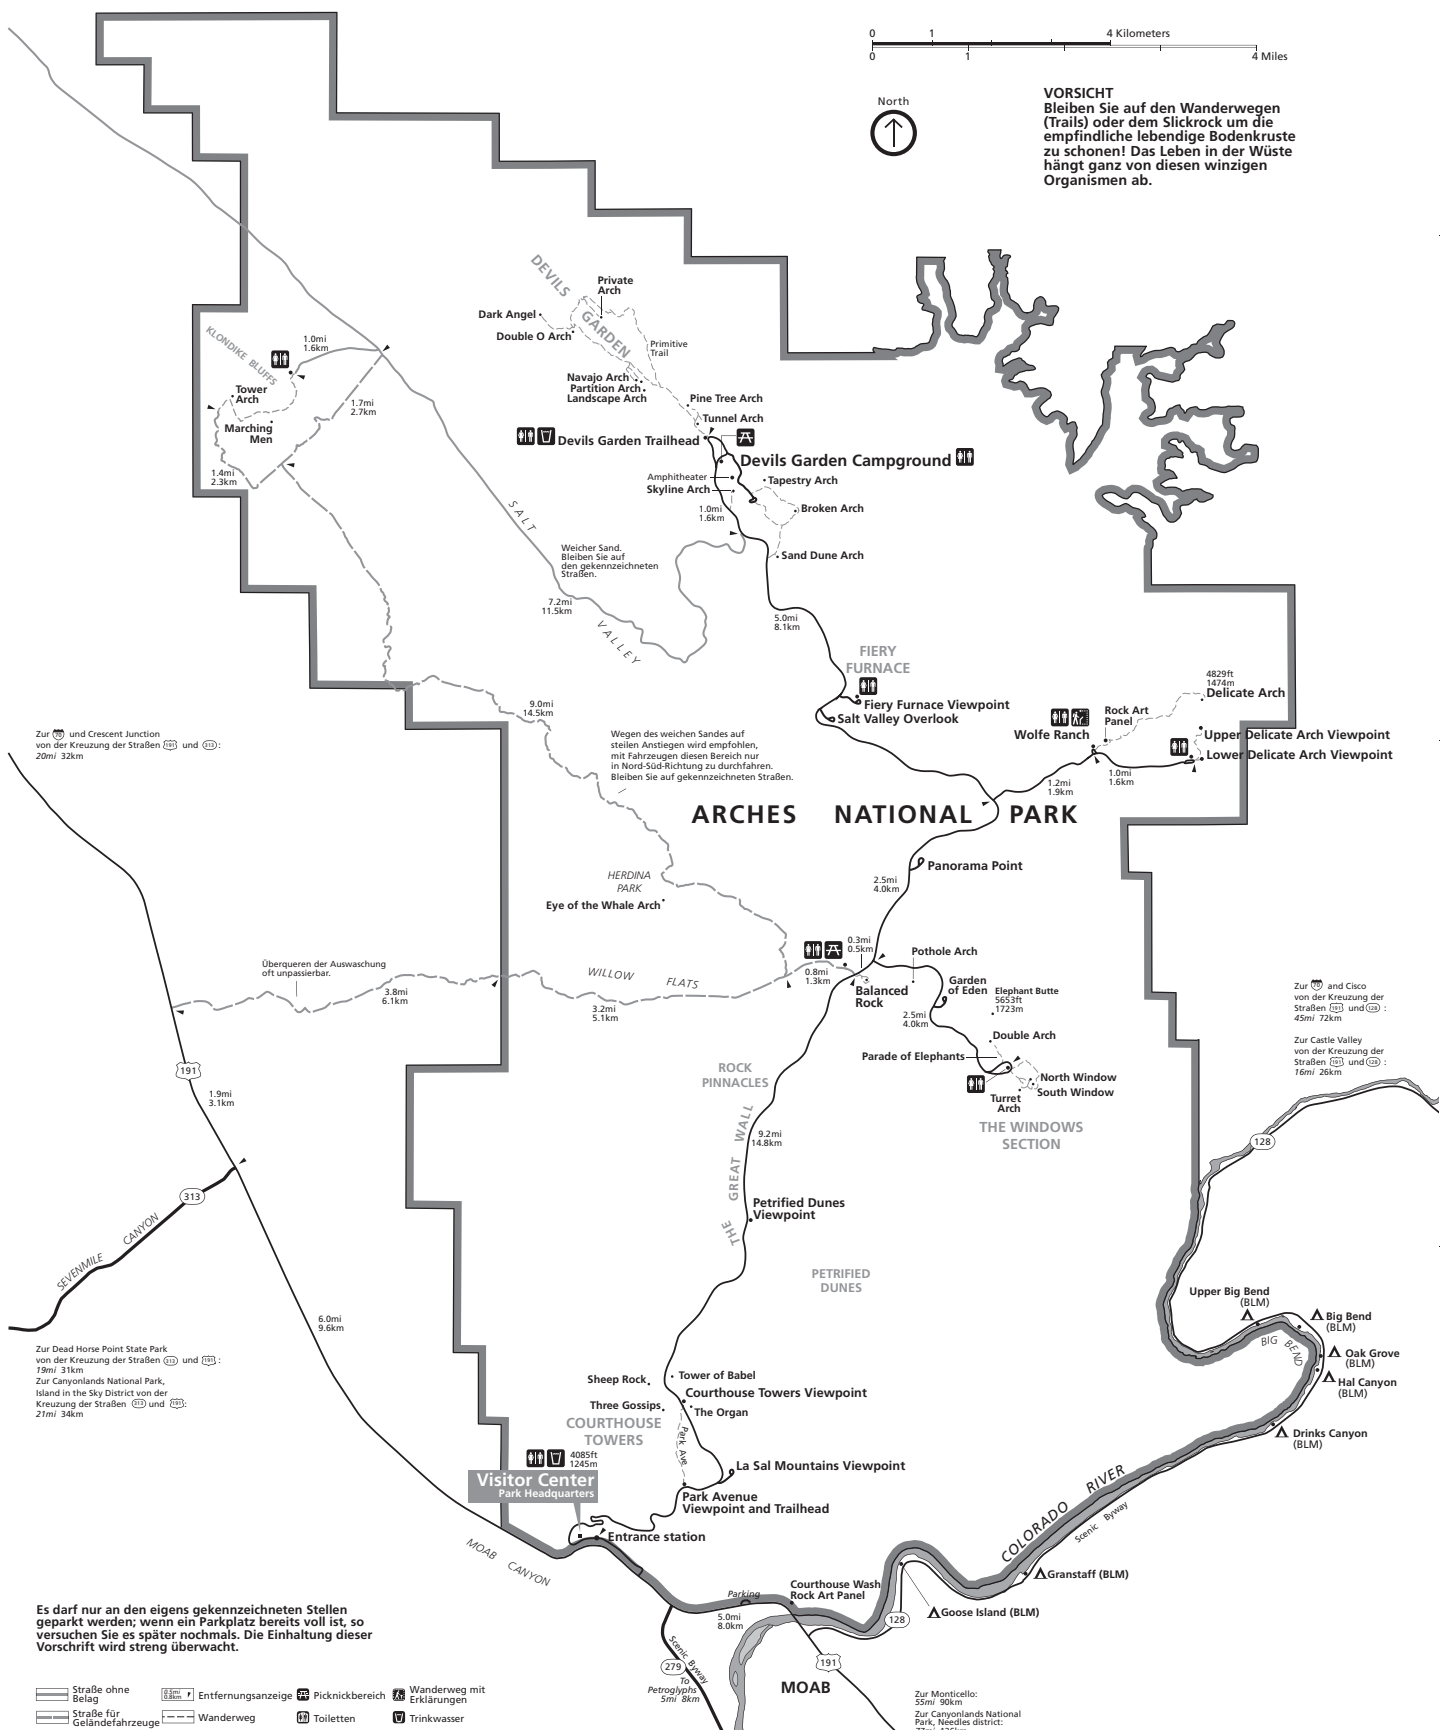 0
1
4 Kilometers
0
1
4 Miles
North
VORSICHT
Bleiben Sie auf den Wanderwegen
(Trails) oder dem Slickrock um die
empfindliche lebendige Bodenkruste
zu schonen! Das Leben in der Wüste
hängt ganz von diesen winzigen
Organismen ab.
DEVILS
GARDEN
Private
Arch
Dark Angel
Double O Arch
Primitive
Trail
Navajo Arch
Partition Arch
Landscape Arch
Pine Tree Arch
Tunnel Arch
Devils Garden Trailhead
Devils Garden Campground
Amphitheater
Skyline Arch
Tapestry Arch
Broken Arch
1.0mi
1.6km
Sand Dune Arch
KLONDIKE BLUFFS
1.0mi
1.6km
Tower
Arch
Marching
Men
1.7mi
2.7km
1.4mi
2.3km
SALT
VALLEY
Weicher Sand.
Bleiben Sie auf
den gekennzeichneten
Straßen.
7.2mi
11.5km
5.0mi
8.1km
FIERY
FURNACE
Fiery Furnace Viewpoint
Salt Valley Overlook
4829ft
1474m
Delicate Arch
Rock Art
Panel
Wolfe Ranch
Upper Delicate Arch Viewpoint
Lower Delicate Arch Viewpoint
1.2mi
1.9km
1.0mi
1.6km
9.0mi
14.5km
Wegen des weichen Sandes auf
steilen Anstiegen wird empfohlen,
mit Fahrzeugen diesen Bereich nur
in Nord-Süd-Richtung zu durchfahren.
Bleiben Sie auf gekennzeichneten Straßen.
Zur 70 und Crescent Junction
von der Kreuzung der Straßen 191 und 313 :
20mi 32km
ARCHES NATIONAL PARK
Panorama Point
2.5mi
4.0km
HERDINA
PARK
Eye of the Whale Arch
0.3mi
0.5km
0.8mi
1.3km
Balanced
Rock
Pothole Arch
Garden
of Eden
Elephant Butte
5653ft
1723m
2.5mi
4.0km
Double Arch
Parade of Elephants
North Window
South Window
Turret
Arch
THE WINDOWS
SECTION
Überqueren der Auswaschung
oft unpassierbar.
3.8mi
6.1km
WILLOW FLATS
3.2mi
5.1km
Zur 70 and Cisco
von der Kreuzung der
Straßen 191 und 128 :
45mi 72km
Zur Castle Valley
von der Kreuzung der
Straßen 191 und 128 :
16mi 26km
191
1.9mi
3.1km
ROCK
PINNACLES
THE GREAT WALL
9.2mi
14.8km
128
313
SEVENMILE CANYON
Petrified Dunes
Viewpoint
PETRIFIED
DUNES
6.0mi
9.6km
Upper Big Bend
(BLM)
Big Bend
(BLM)
BIG BEND
Oak Grove
(BLM)
Hal Canyon
(BLM)
Drinks Canyon
(BLM)
Zur Dead Horse Point State Park
von der Kreuzung der Straßen 313 und 191 :
19mi 31km
Zur Canyonlands National Park,
Island in the Sky District von der
Kreuzung der Straßen 313 und 191:
21mi 34km
Sheep Rock
Tower of Babel
Courthouse Towers Viewpoint
Three Gossips
The Organ
COURTHOUSE
TOWERS
Park Ave
4085ft
1245m
Visitor Center
Park Headquarters
La Sal Mountains Viewpoint
Park Avenue
Viewpoint and Trailhead
Entrance station
MOAB CANYON
COLORADO RIVER
Scenic Byway
Granstaff (BLM)
Goose Island (BLM)
128
Parking
Courthouse Wash
Rock Art Panel
5.0mi
8.0km
Scenic Byway
279
To
Petroglyphs
5mi 8km
191
MOAB
Es darf nur an den eigens gekennzeichneten Stellen
geparkt werden; wenn ein Parkplatz bereits voll ist, so
versuchen Sie es später nochmals. Die Einhaltung dieser
Vorschrift wird streng überwacht.
Straße ohne
Belag
0.5mi
0.8km
Entfernungsanzeige
Picknickbereich
Wanderweg mit
Erklärungen
Straße für
Geländefahrzeuge
Wanderweg
Toiletten
Trinkwasser
Zur Monticello:
55mi 90km
Zur Canyonlands National
Park, Needles district: